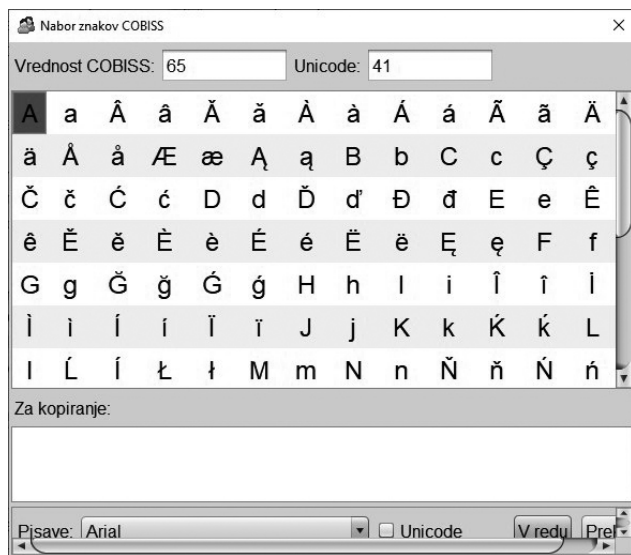 Nabor znakov COBISS
Vrednost COBISS: 65 Unicode: 41
A a Â â Ă ă À à Á á Ã ã Ä
ä Å å Æ æ Ą ą B b C c Ç ç
Č č Ć ć D d Ď ď Đ đ E e Ê
ê Ě ě È è É é Ë ë Ę ę F f
G g Ğ ğ Ǵ ǵ H h I i Î î İ
Ì ì Í í Ï ï J j K k Ḱ ḱ L
l Ĺ ĺ Ł ł M m N n Ň ň Ń ń
Za kopiranje:
Pisave: Arial Unicode V redu